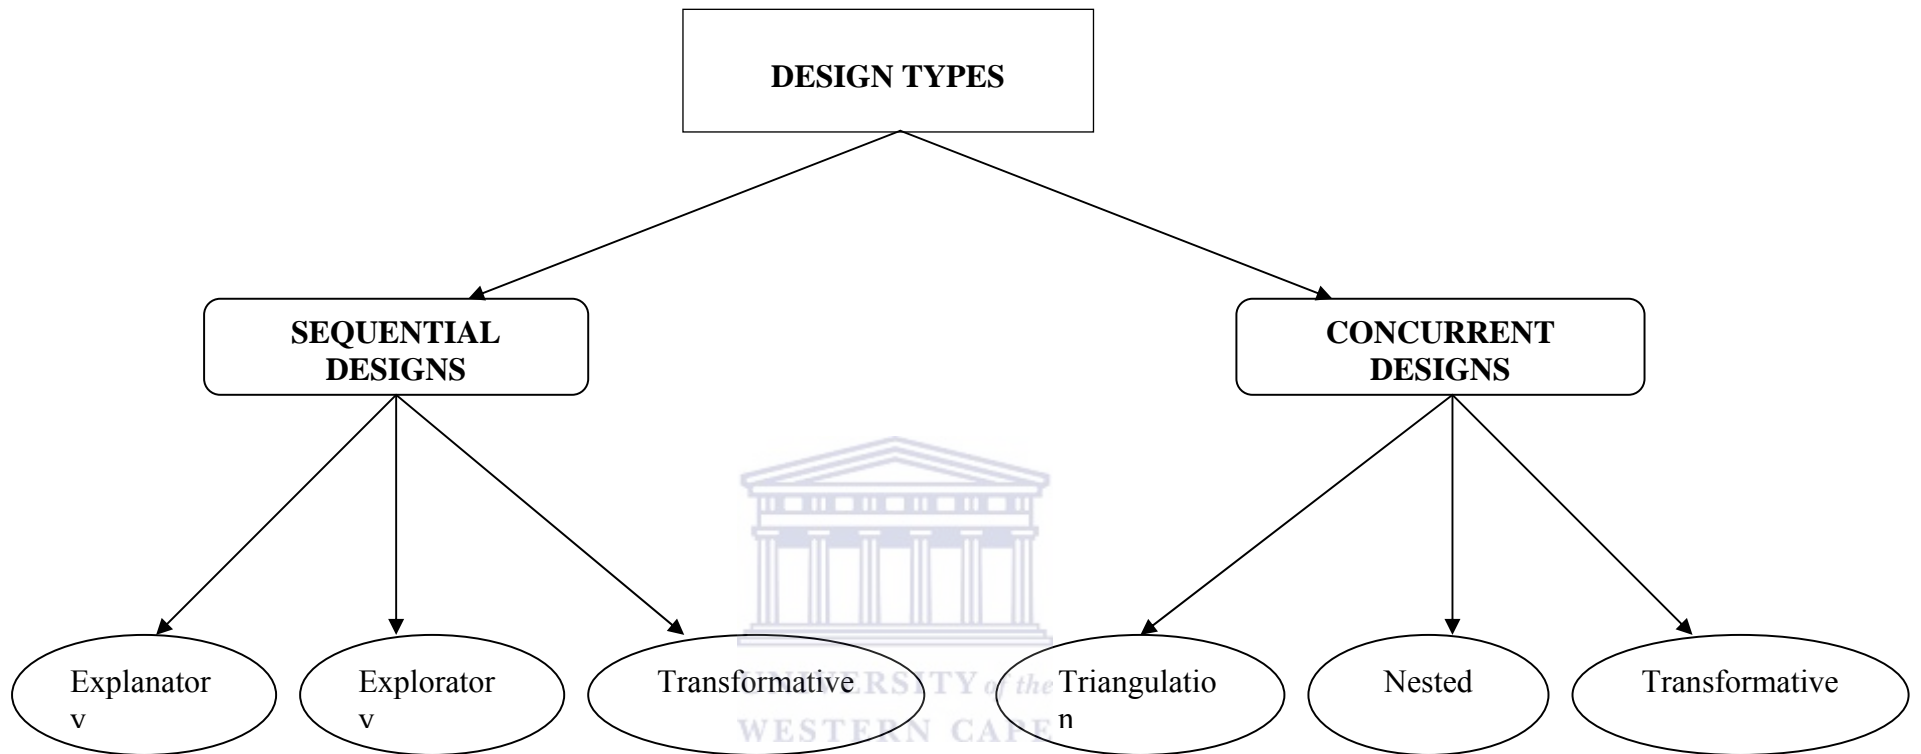 DESIGN TYPES
SEQUENTIAL
DESIGNS
CONCURRENT
DESIGNS
Explanator
y
Explorator
y
Transformative
Triangulatio
n
Nested
Transformative
UNIVERSITY of the
WESTERN CAPE